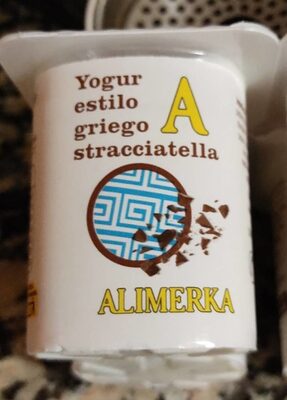 Yogur
estilo
griego
stracciatella
A
ALIMERKA